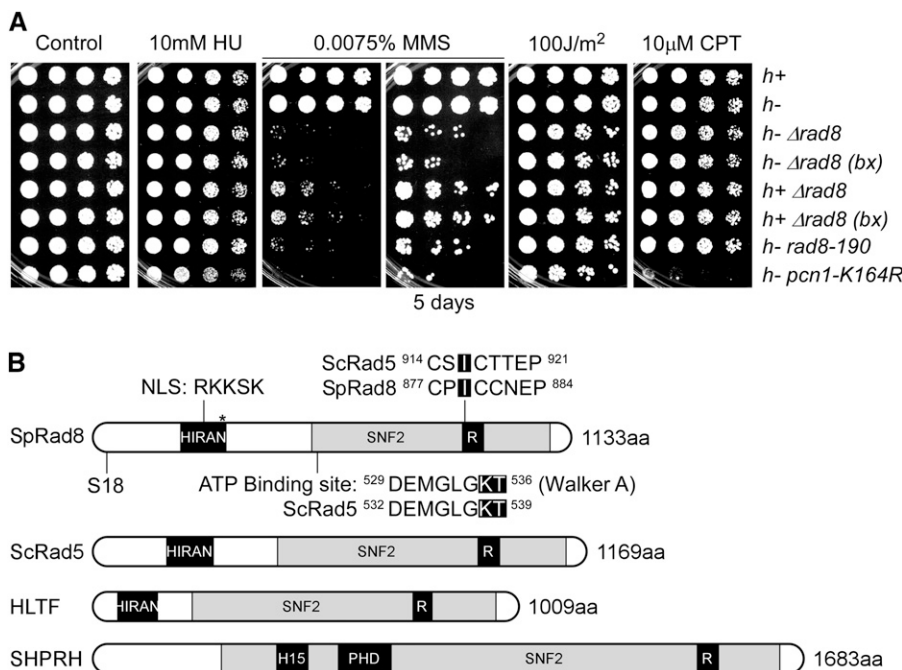 A
Control 10mM HU 0.0075% MMS 100J/m² 10µM CPT
h+
h-
h- Δrad8
h- Δrad8 (bx)
h+ Δrad8
h+ Δrad8 (bx)
h- rad8-190
h- pcn1-K164R
5 days
B
ScRad5 ⁹¹⁴ CSICTTEP ⁹²¹
SpRad8 ⁸⁷⁷ CPICCNEP ⁸⁸⁴
NLS: RKKSK
*
SpRad8 HIRAN SNF2 R 1133aa
S18 ATP Binding site: ⁵²⁹ DEMGLGKT ⁵³⁶ (Walker A)
ScRad5 ⁵³² DEMGLGKT ⁵³⁹
ScRad5 HIRAN SNF2 R 1169aa
HLTF HIRAN SNF2 R 1009aa
SHPRH H15 PHD SNF2 R 1683aa